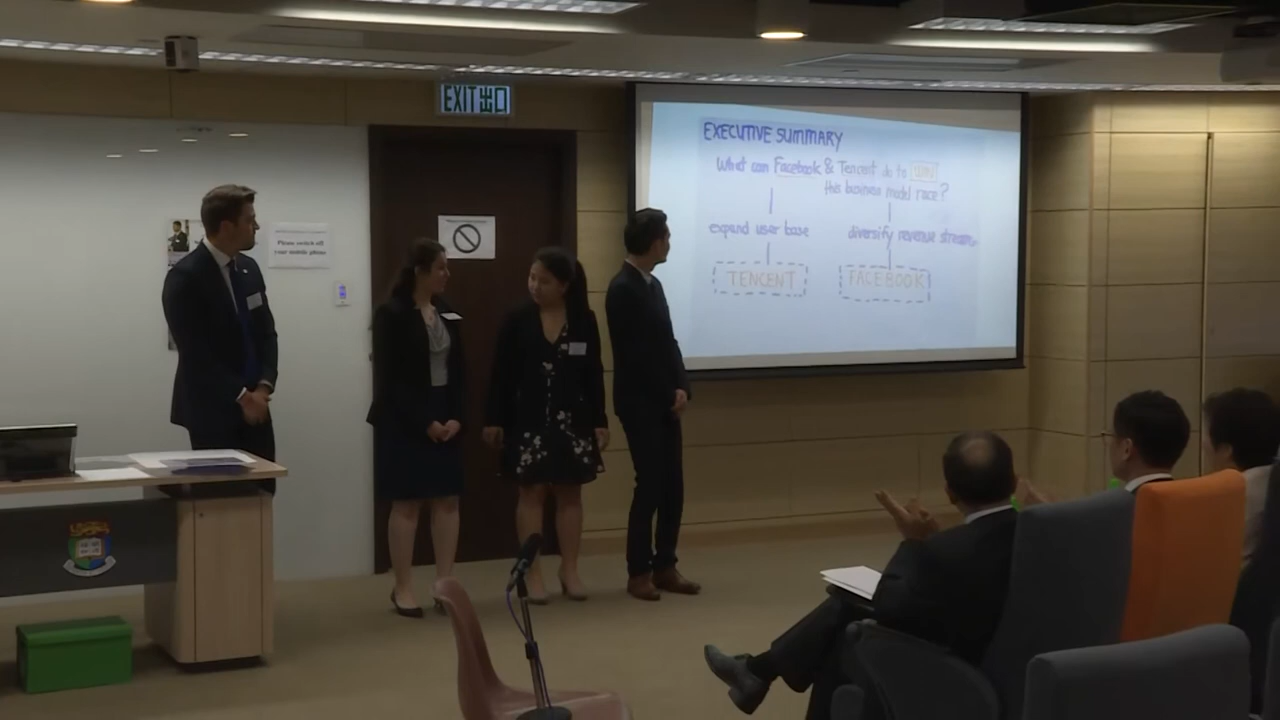 EXIT出口
EXECUTIVE SUMMARY
What can Facebook & Tencent do to WIN
this business model race?
expand user base
diversify revenue streams
TENCENT
FACEBOOK
Please switch off
your mobile phone